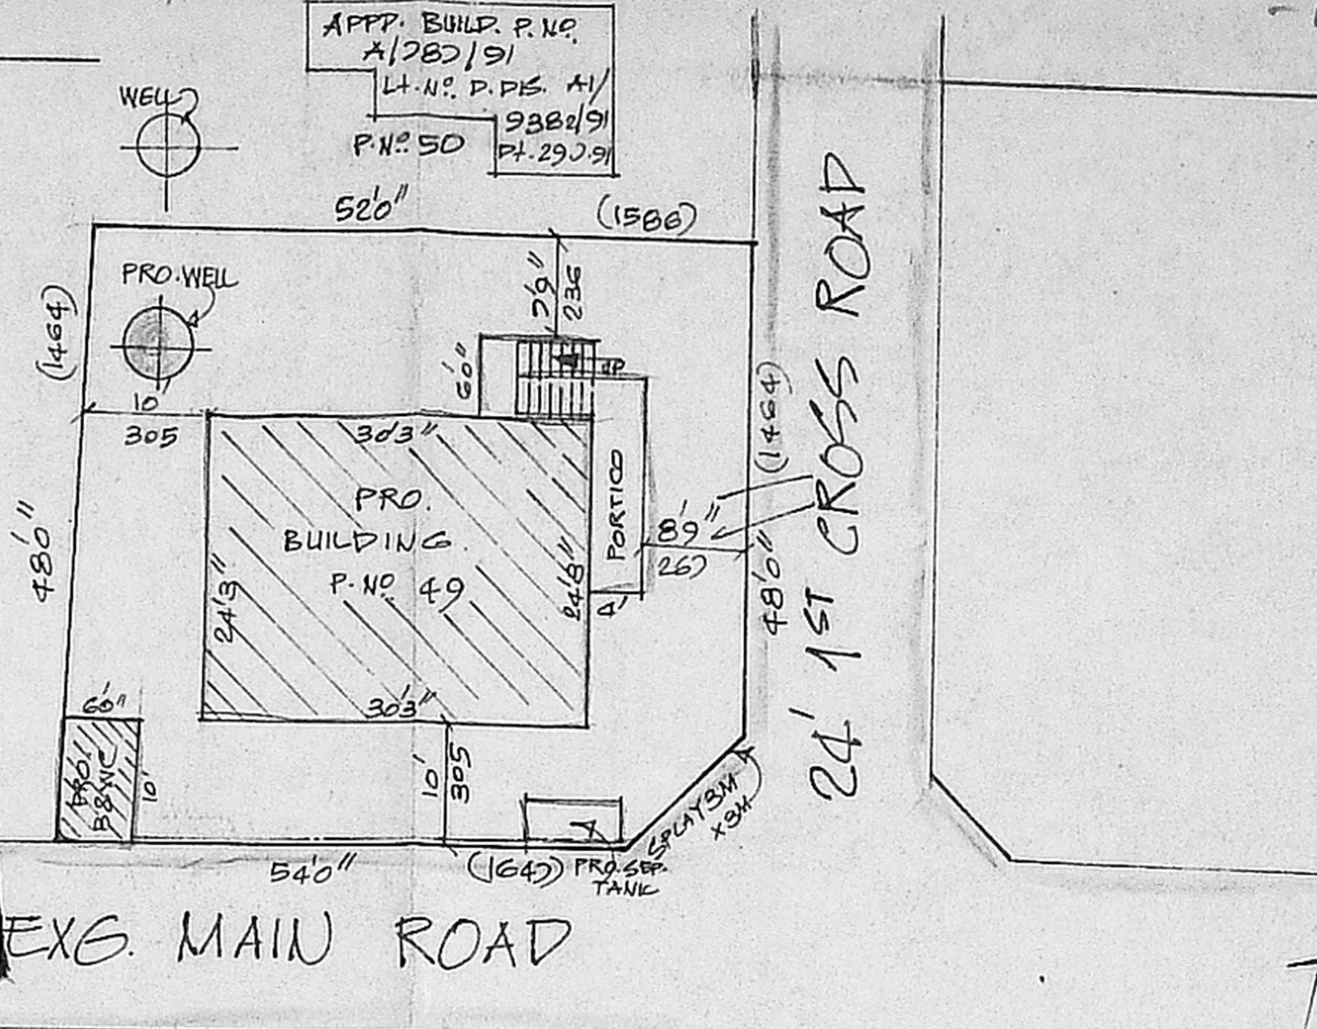 APPD. BUILD. P. NO.
A/787/91
Lt. No. D. DIS. A1/
9382/91
Dt. 29.7.91
P. No. 50
WELL
52'0"
(1586)
PRO. WELL
(1464)
7'9"
236
6'0"
UP
10'
305
30'3"
PRO.
BUILDING
P. NO. 49
24'3"
24'3"
30'3"
PORTICO
8'9"
267
4'
(1464)
48'0"
48'0"
24' 1ST CROSS ROAD
6'0"
PRO.
B&WC
10'
10'
305
SPLAY 3M
X 3M
54'0"
(1647)
PRO. SEP.
TANK
EXG. MAIN ROAD